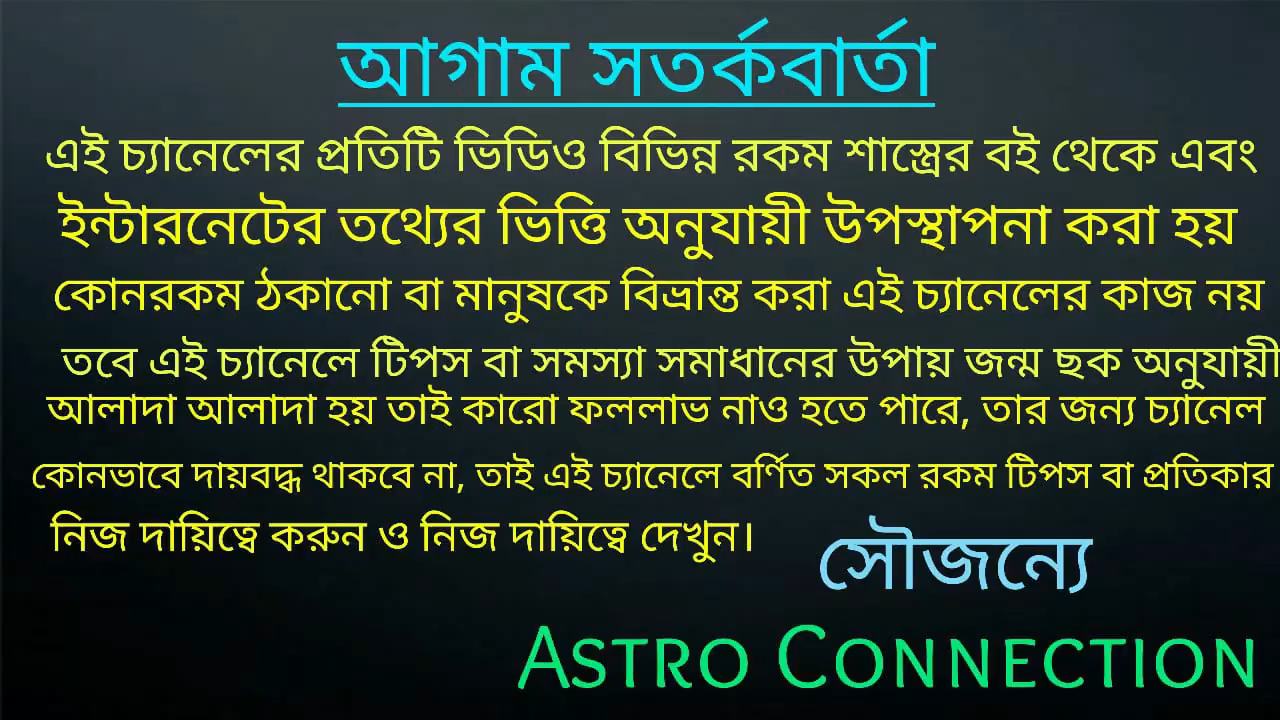 আগাম সতর্কবার্তা
এই চ্যানেলের প্রতিটি ভিডিও বিভিন্ন রকম শাস্ত্রের বই থেকে এবং
ইন্টারনেটের তথ্যের ভিত্তি অনুযায়ী উপস্থাপনা করা হয়
কোনরকম ঠকানো বা মানুষকে বিভ্রান্ত করা এই চ্যানেলের কাজ নয়
তবে এই চ্যানেলে টিপস বা সমস্যা সমাধানের উপায় জন্ম ছক অনুযায়ী
আলাদা আলাদা হয় তাই কারো ফললাভ নাও হতে পারে, তার জন্য চ্যানেল
কোনভাবে দায়বদ্ধ থাকবে না, তাই এই চ্যানেলে বর্ণিত সকল রকম টিপস বা প্রতিকার
নিজ দায়িত্বে করুন ও নিজ দায়িত্বে দেখুন।
সৌজন্যে
ASTRO CONNECTION